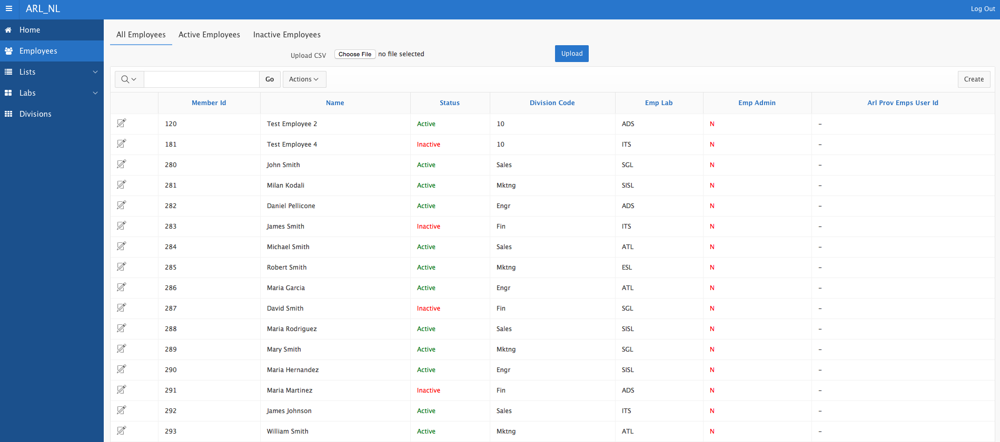 ARL_NL
Log Out
Home
Employees
Lists
Labs
Divisions
All Employees Active Employees Inactive Employees
Upload CSV Choose File no file selected Upload
Go Actions Create
Member Id Name Status Division Code Emp Lab Emp Admin Arl Prov Emps User Id
120 Test Employee 2 Active 10 ADS N -
181 Test Employee 4 Inactive 10 ITS N -
280 John Smith Active Sales SGL N -
281 Milan Kodali Active Mktng SISL N -
282 Daniel Pellicone Active Engr ADS N -
283 James Smith Inactive Fin ITS N -
284 Michael Smith Active Sales ATL N -
285 Robert Smith Active Mktng ESL N -
286 Maria Garcia Active Engr ATL N -
287 David Smith Inactive Fin SGL N -
288 Maria Rodriguez Active Sales SISL N -
289 Mary Smith Active Mktng SGL N -
290 Maria Hernandez Active Engr SISL N -
291 Maria Martinez Inactive Fin ADS N -
292 James Johnson Active Sales ITS N -
293 William Smith Active Mktng ATL N -